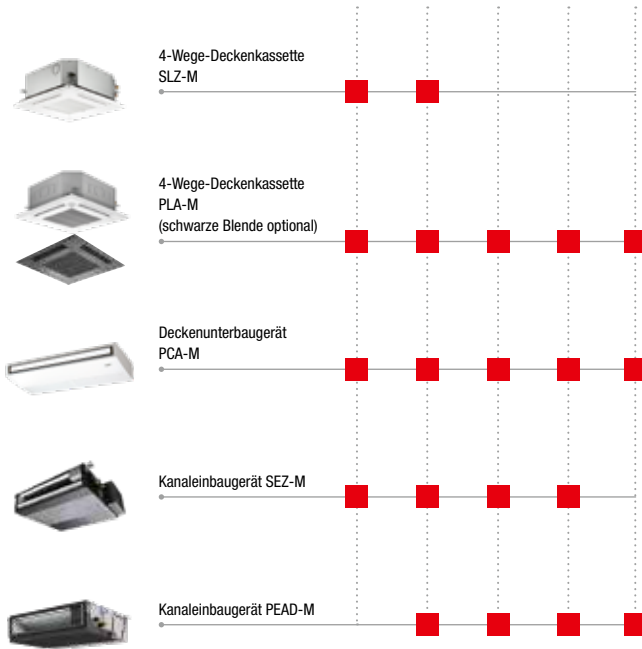 4-Wege-Deckenkassette
SLZ-M
4-Wege-Deckenkassette
PLA-M
(schwarze Blende optional)
Deckenunterbaugerät
PCA-M
Kanaleinbaugerät SEZ-M
Kanaleinbaugerät PEAD-M